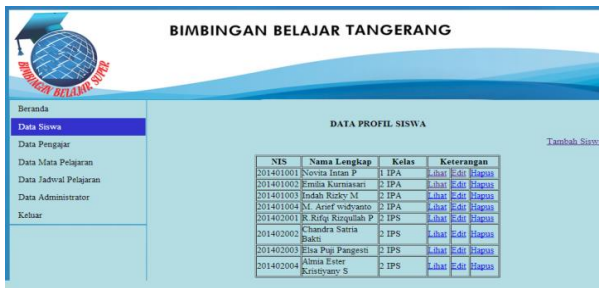 BIMBINGAN BELAJAR TANGERANG
BIMBINGAN BELAJAR SUPER
Beranda
Data Siswa
Data Pengajar
Data Mata Pelajaran
Data Jadwal Pelajaran
Data Administrator
Keluar
DATA PROFIL SISWA
Tambah Sisw
NIS Nama Lengkap Kelas Keterangan
201401001 Novita Intan P 1 IPA Lihat Edit Hapus
201401002 Emilia Kurniasari 2 IPA Lihat Edit Hapus
201401003 Indah Rizky M 2 IPA Lihat Edit Hapus
201401004 M. Arief widyanto 2 IPA Lihat Edit Hapus
201402001 R.Rifqi Rizqullah P 2 IPS Lihat Edit Hapus
201402002 Chandra Satria Bakti 2 IPS Lihat Edit Hapus
201402003 Elsa Puji Pangesti 2 IPS Lihat Edit Hapus
201402004 Almia Ester Kristiyany S 2 IPS Lihat Edit Hapus